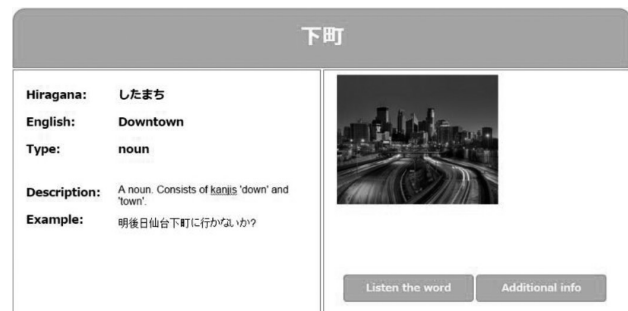 下町
Hiragana: したまち
English: Downtown
Type: noun
Description: A noun. Consists of kanjis 'down' and
'town'.
Example: 明後日仙台下町に行かないか?
Listen the word
Additional info